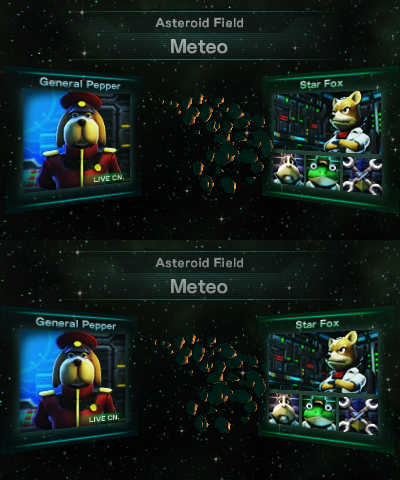 Asteroid Field
Meteo
General Pepper
Star Fox
LIVE CN.
Asteroid Field
Meteo
General Pepper
Star Fox
LIVE CN.